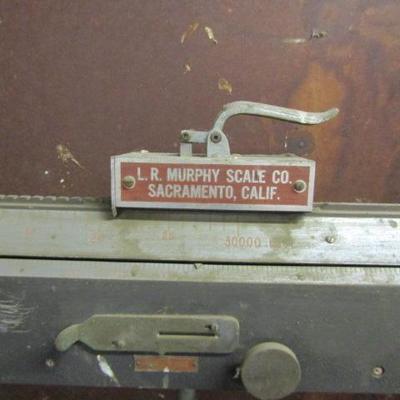 L. R. MURPHY SCALE CO.
SACRAMENTO, CALIF.
30000